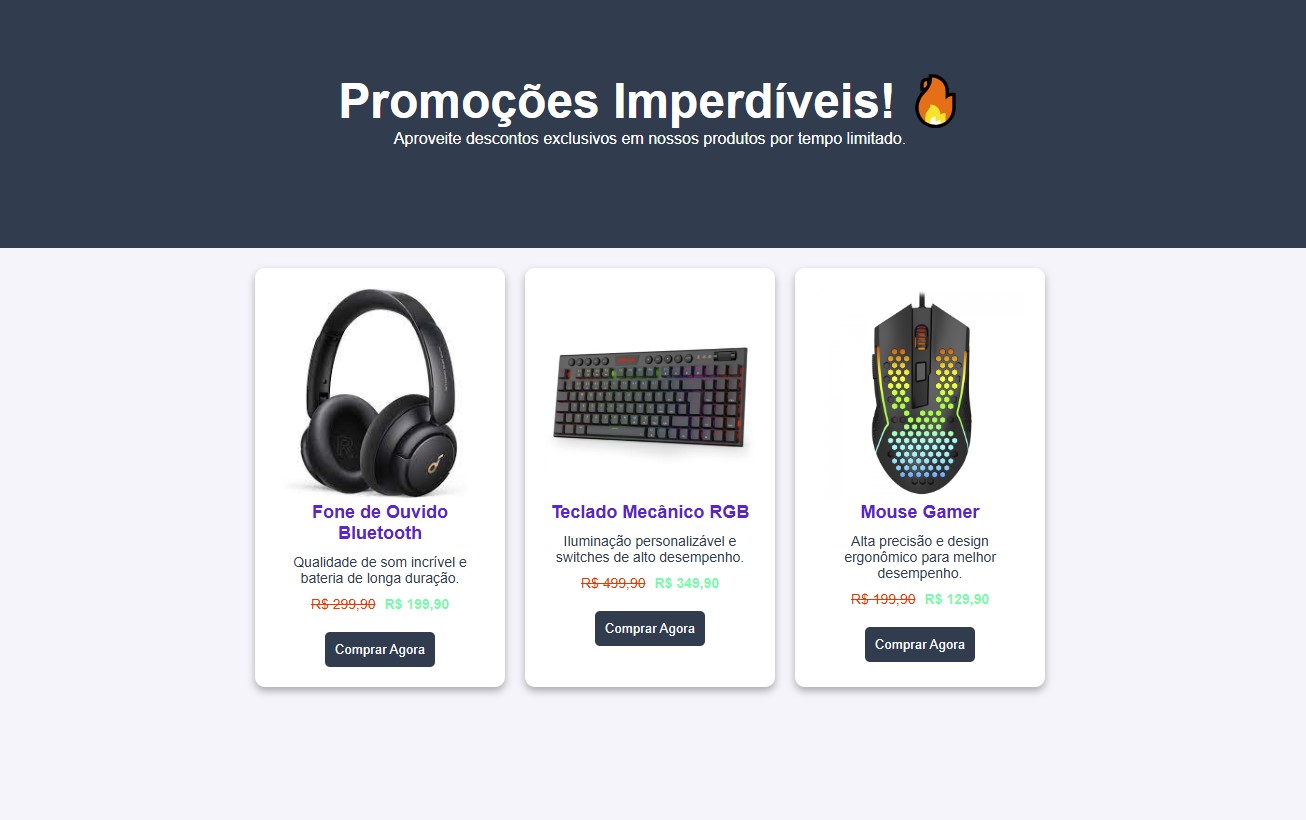 Promoções Imperdíveis! 🔥
Aproveite descontos exclusivos em nossos produtos por tempo limitado.
Fone de Ouvido
Bluetooth
Qualidade de som incrível e
bateria de longa duração.
R$ 299,90 R$ 199,90
Comprar Agora
Teclado Mecânico RGB
Iluminação personalizável e
switches de alto desempenho.
R$ 499,90 R$ 349,90
Comprar Agora
Mouse Gamer
Alta precisão e design
ergonômico para melhor
desempenho.
R$ 199,90 R$ 129,90
Comprar Agora